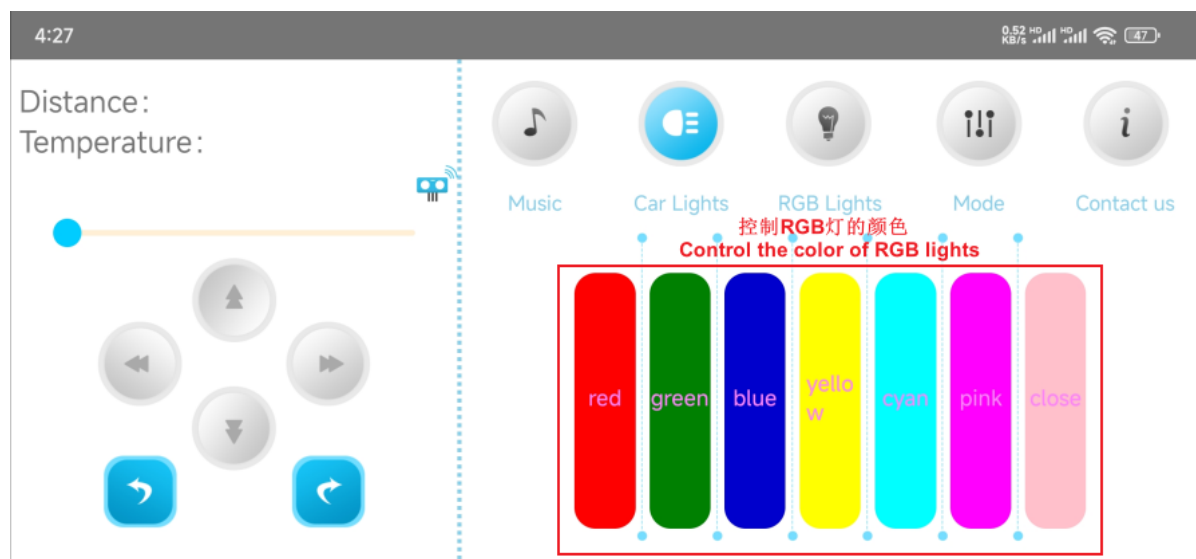 4:27
0.52
KB/s
HD
HD
47
Distance:
Temperature:
Music
Car Lights
RGB Lights
Mode
i
Contact us
控制RGB灯的颜色
Control the color of RGB lights
red
green
blue
yello
w
cyan
pink
close